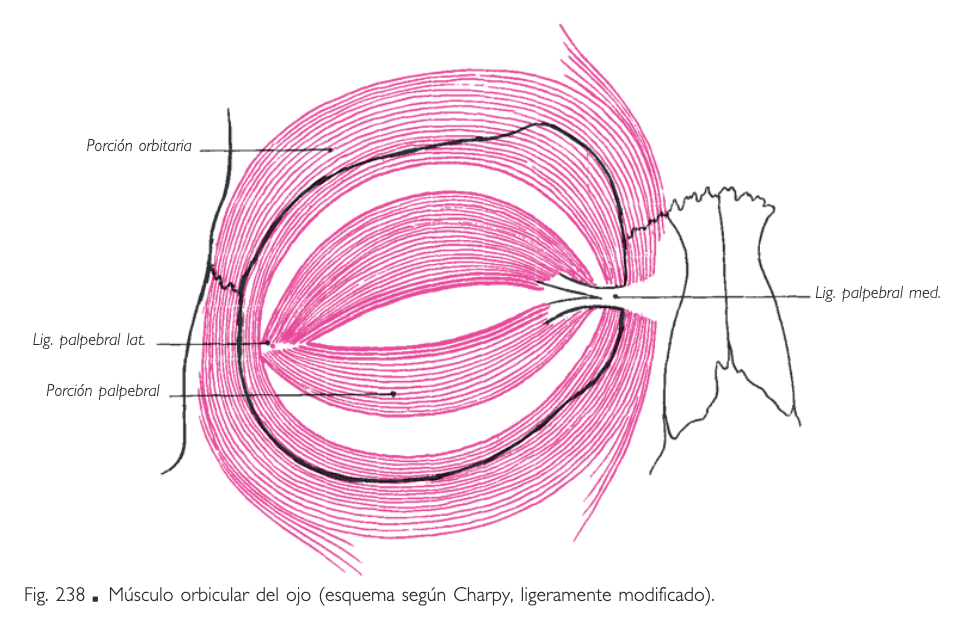 Porción orbitaria
Lig. palpebral med.
Lig. palpebral lat.
Porción palpebral
Fig. 238 ■ Músculo orbicular del ojo (esquema según Charpy, ligeramente modificado).